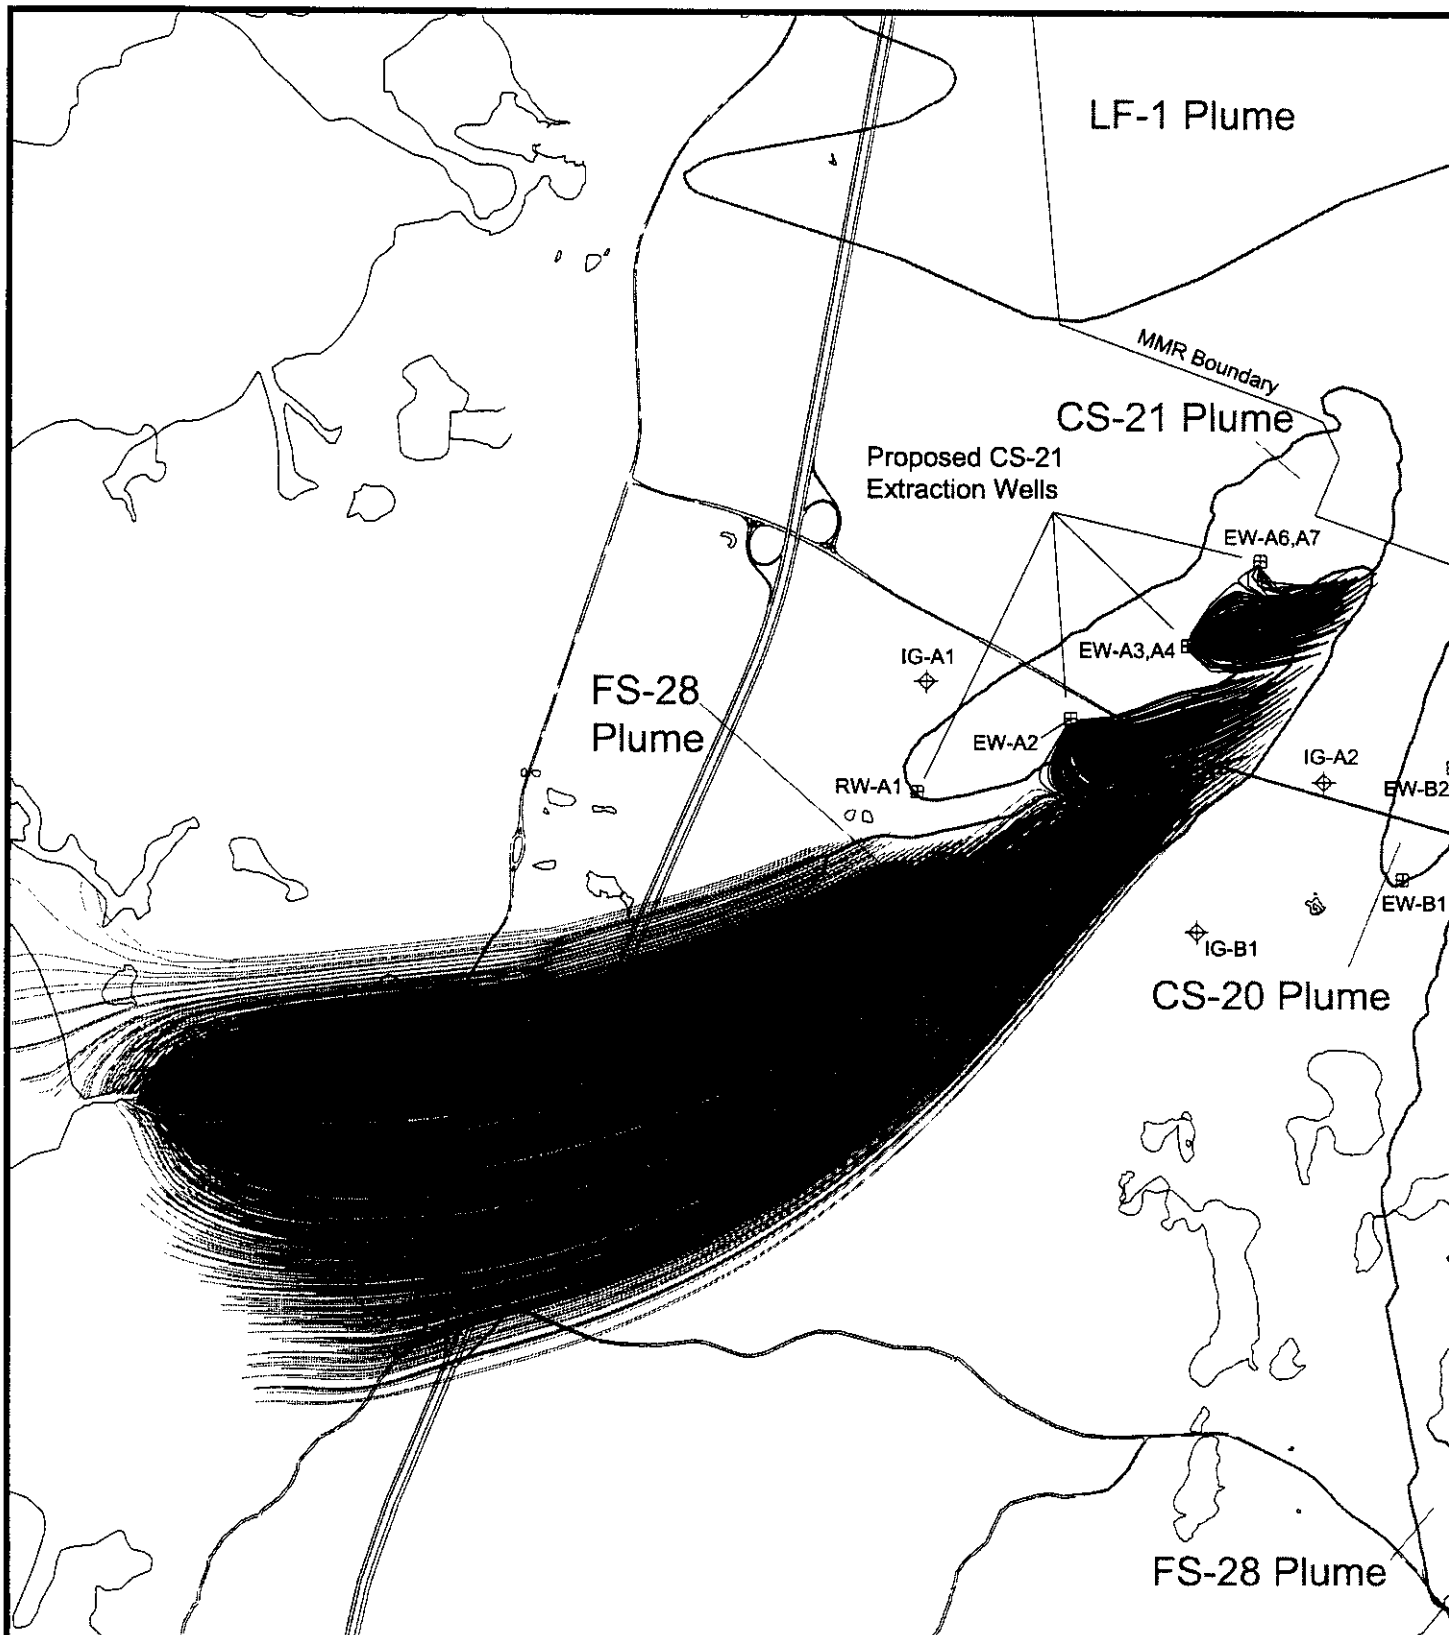 LF-1 Plume
MMR Boundary
CS-21 Plume
Proposed CS-21
Extraction Wells
EW-A6,A7
IG-A1
EW-A3,A4
FS-28
Plume
EW-A2
IG-A2
RW-A1
EW-B2
EW-B1
IG-B1
CS-20 Plume
FS-28 Plume